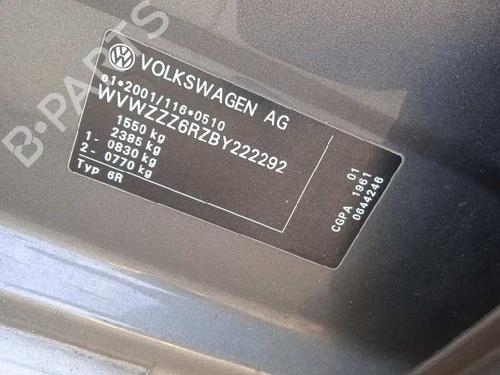 VOLKSWAGEN AG
e1*2001/116*0510
WVWZZZ6RZBY222292
1550 kg
2385 kg
1- 0830 kg
2- 0770 kg
Typ 6R
01
CGPA 1961
0644246
B-PARTS